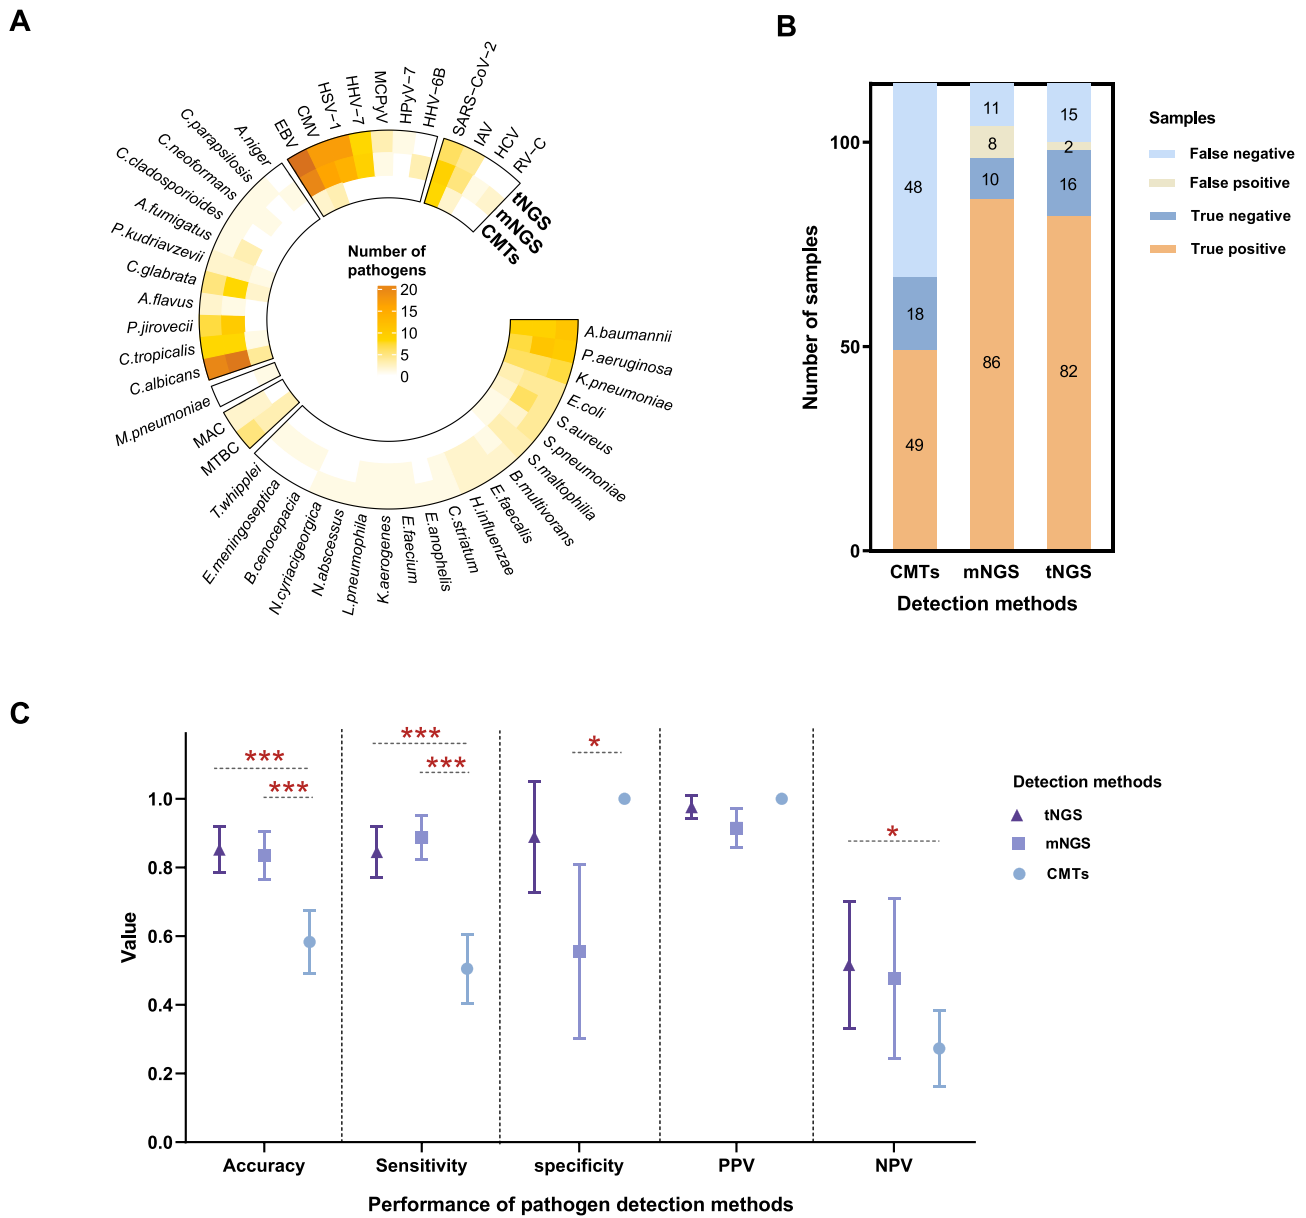 A
EBV
CMV
HSV−1
HHV−7
MCPyV
HPyV−7
HHV−6B
SARS−CoV−2
IAV
HCV
RV−C
tNGS
mNGS
CMTs
A.niger
C.parapsilosis
C.neoformans
C.cladosporioides
A.fumigatus
P.kudriavzevii
C.glabrata
A.flavus
P.jirovecii
C.tropicalis
C.albicans
M.pneumoniae
MAC
MTBC
T.whipplei
E.meningoseptica
B.cenocepacia
N.cyriacigeorgica
N.abscessus
L.pneumophila
K.aerogenes
E.faecium
E.anophelis
C.striatum
H.influenzae
E.faecalis
B.multivorans
S.maltophilia
S.pneumoniae
S.aureus
E.coli
K.pneumoniae
P.aeruginosa
A.baumannii
Number of
pathogens
20
15
10
5
0
B
Number of samples
100
50
0
48
18
49
11
8
10
86
15
2
16
82
CMTs mNGS tNGS
Detection methods
Samples
False negative
False psoitive
True negative
True positive
C
Value
1.0
0.8
0.6
0.4
0.2
0.0
***
***
***
***
*
*
Accuracy Sensitivity specificity PPV NPV
Performance of pathogen detection methods
Detection methods
tNGS
mNGS
CMTs